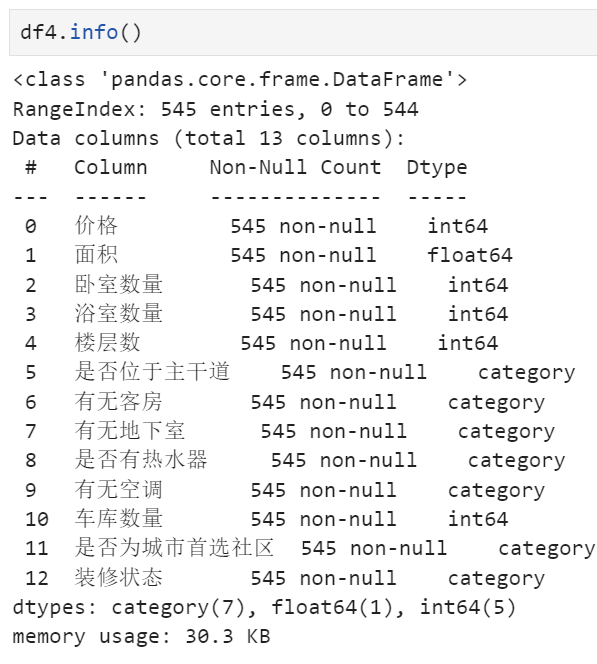 df4.info()
<class 'pandas.core.frame.DataFrame'>
RangeIndex: 545 entries, 0 to 544
Data columns (total 13 columns):
 #   Column     Non-Null Count  Dtype
---  ------     --------------  -----
 0   价格         545 non-null    int64
 1   面积         545 non-null    float64
 2   卧室数量       545 non-null    int64
 3   浴室数量       545 non-null    int64
 4   楼层数        545 non-null    int64
 5   是否位于主干道    545 non-null    category
 6   有无客房       545 non-null    category
 7   有无地下室      545 non-null    category
 8   是否有热水器     545 non-null    category
 9   有无空调       545 non-null    category
 10  车库数量       545 non-null    int64
 11  是否为城市首选社区  545 non-null    category
 12  装修状态       545 non-null    category
dtypes: category(7), float64(1), int64(5)
memory usage: 30.3 KB